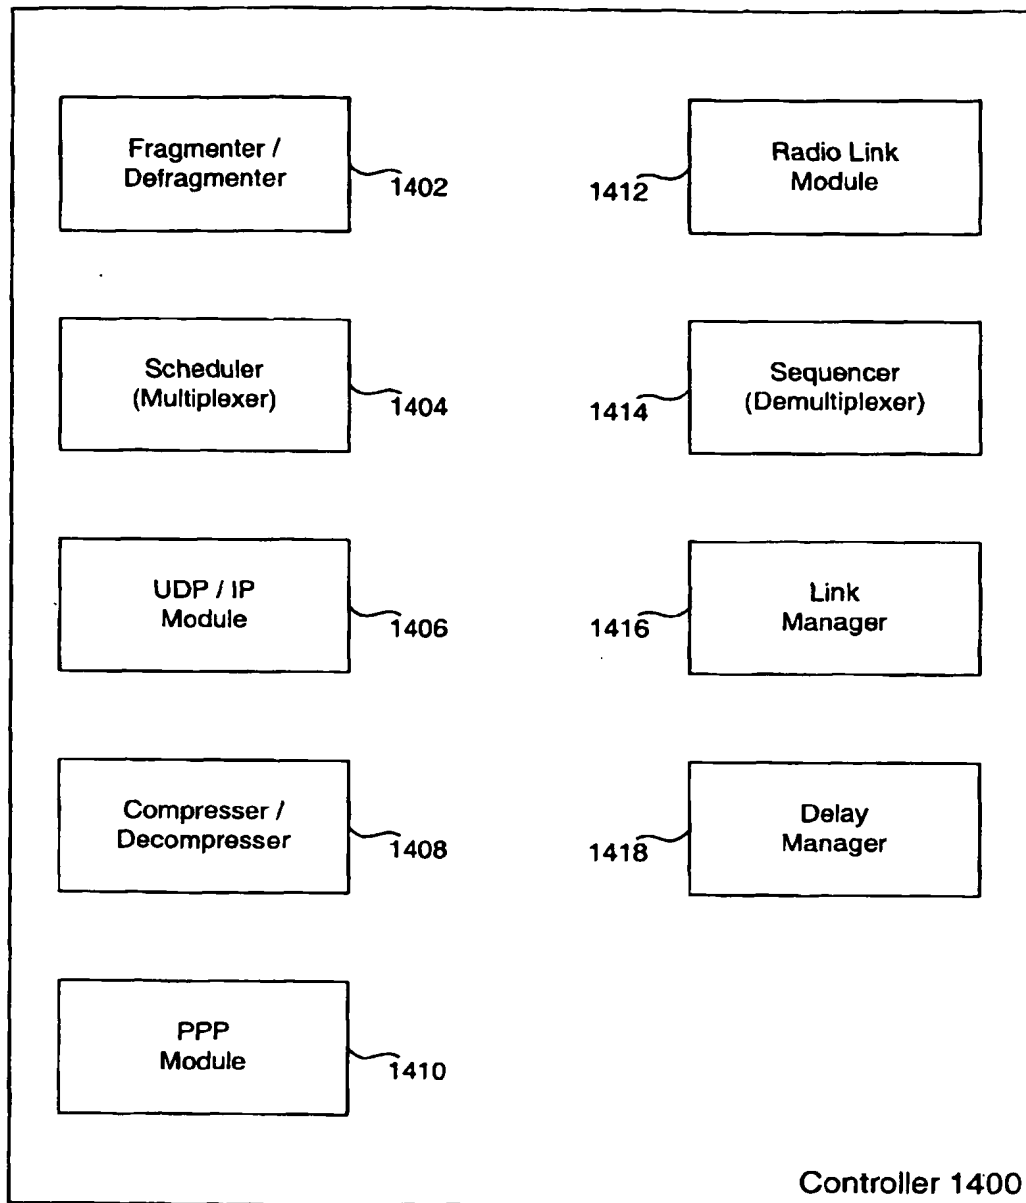 Fragmenter /
Defragmenter
1402
Radio Link
Module
1412
Scheduler
(Multiplexer)
1404
Sequencer
(Demultiplexer)
1414
UDP / IP
Module
1406
Link
Manager
1416
Compresser /
Decompresser
1408
Delay
Manager
1418
PPP
Module
1410
Controller 1400